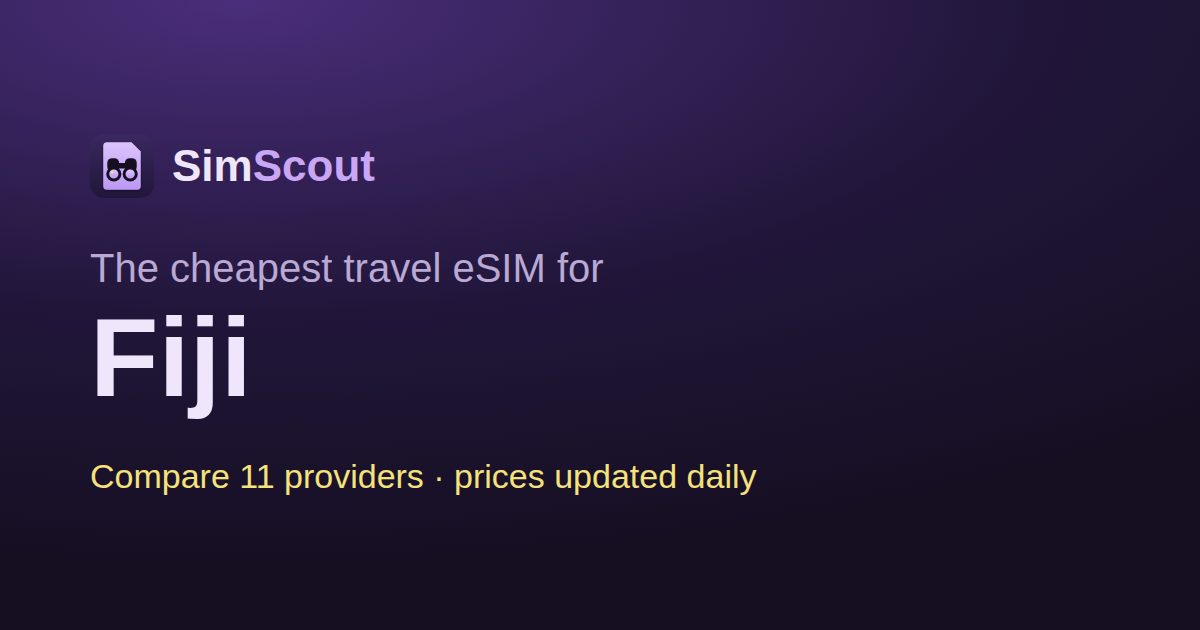 SimScout
The cheapest travel eSIM for
Fiji
Compare 11 providers · prices updated daily